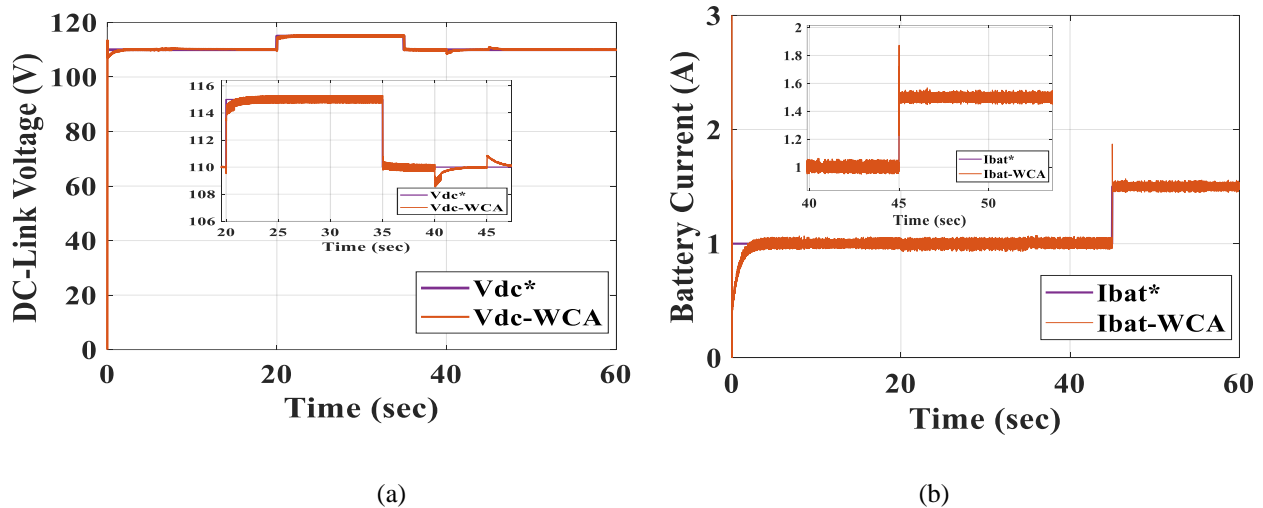 DC-Link Voltage (V)
120
100
80
60
40
20
0
0 20 40 60
Time (sec)
Vdc*
Vdc-WCA
116
114
112
110
108
106
20 25 30 35 40 45
Time (sec)
Vdc*
Vdc-WCA
(a)
Battery Current (A)
3
2
1
0
0 20 40 60
Time (sec)
Ibat*
Ibat-WCA
2
1.8
1.6
1.4
1.2
1
40 45 50
Time (sec)
Ibat*
Ibat-WCA
(b)